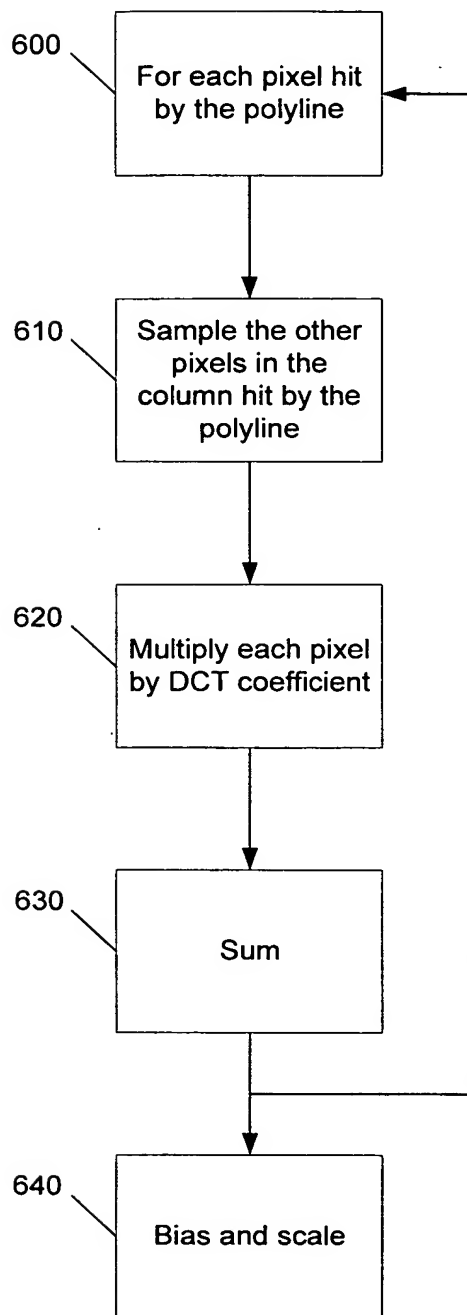 600
For each pixel hit
by the polyline
610
Sample the other
pixels in the
column hit by the
polyline
620
Multiply each pixel
by DCT coefficient
630
Sum
640
Bias and scale